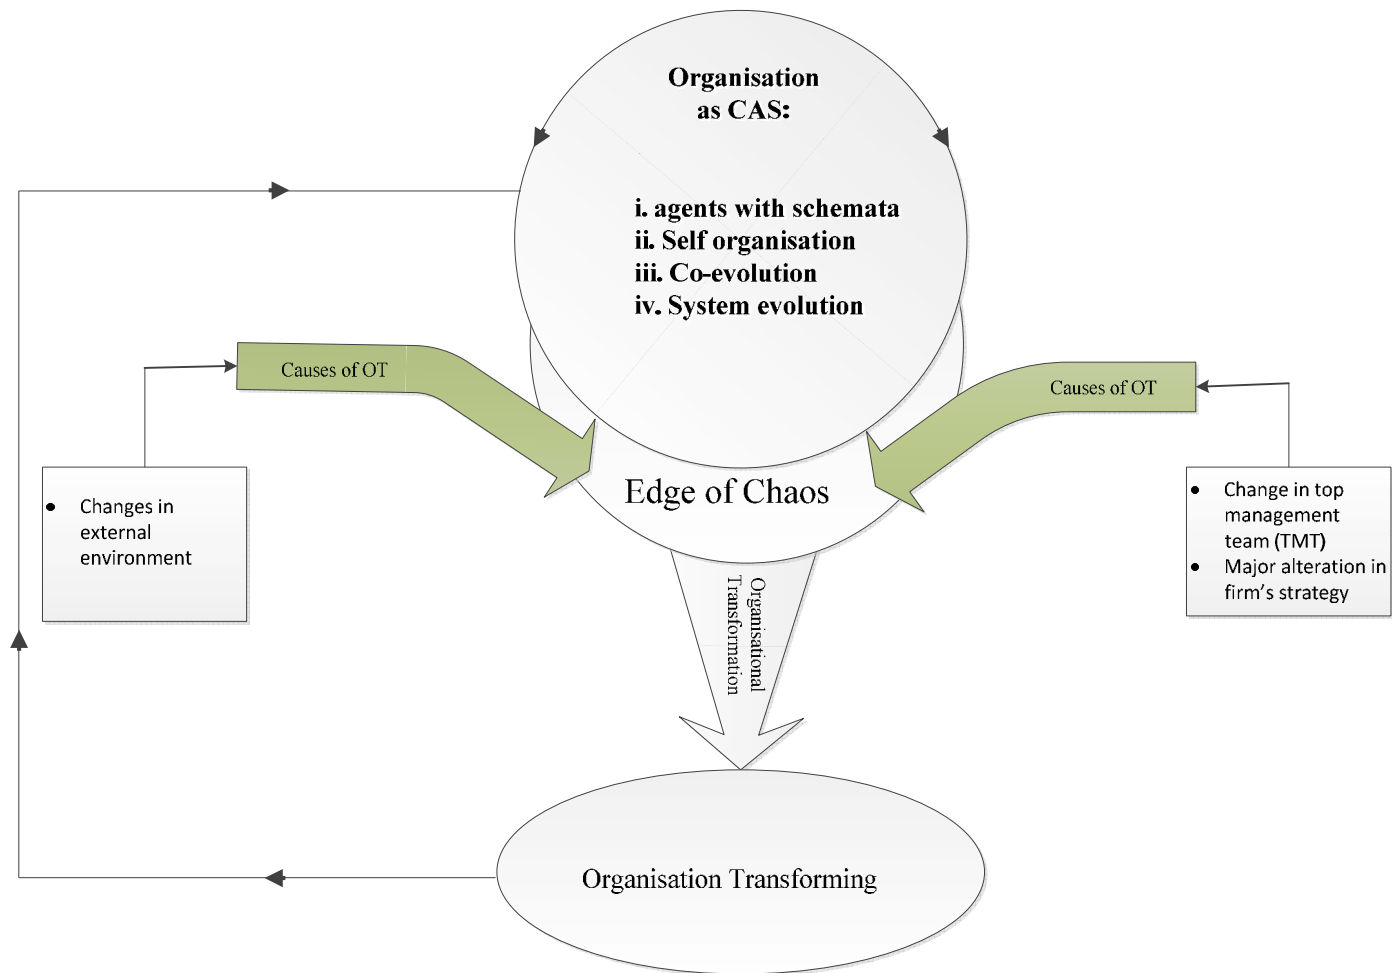 Organisation
as CAS:
i. agents with schemata
ii. Self organisation
iii. Co-evolution
iv. System evolution
Causes of OT
Causes of OT
Edge of Chaos
• Changes in
external
environment
• Change in top
management
team (TMT)
• Major alteration in
firm's strategy
Organisational
Transformation
Organisation Transforming